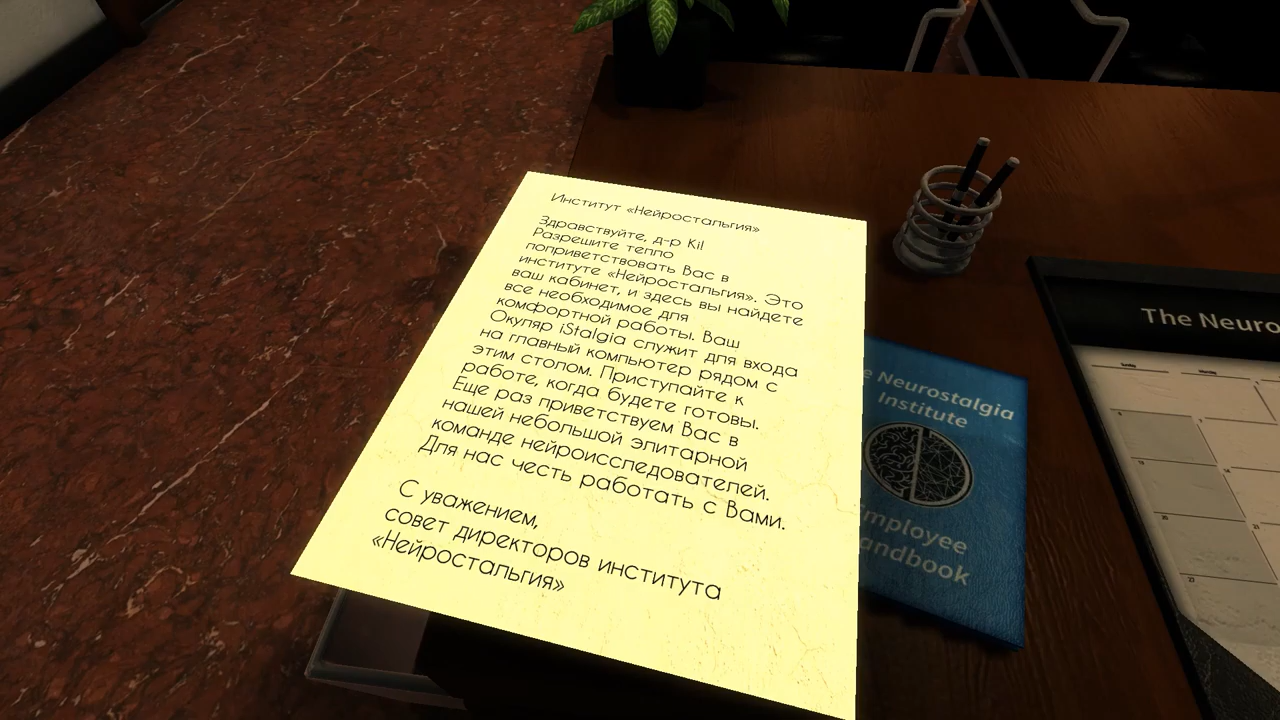 Институт «Нейростальгия»
Здравствуйте, д-р Ki!
Разрешите тепло
поприветствовать Вас в
институте «Нейростальгия». Это
ваш кабинет, и здесь вы найдете
все необходимое для
комфортной работы. Ваш
Окуляр iStalgia служит для входа
на главный компьютер рядом с
этим столом. Приступайте к
работе, когда будете готовы.
Еще раз приветствуем Вас в
нашей небольшой элитарной
команде нейроисследователей.
Для нас честь работать с Вами.
С уважением,
совет директоров института
«Нейростальгия»
Neurostalgia
Institute
The Neuro